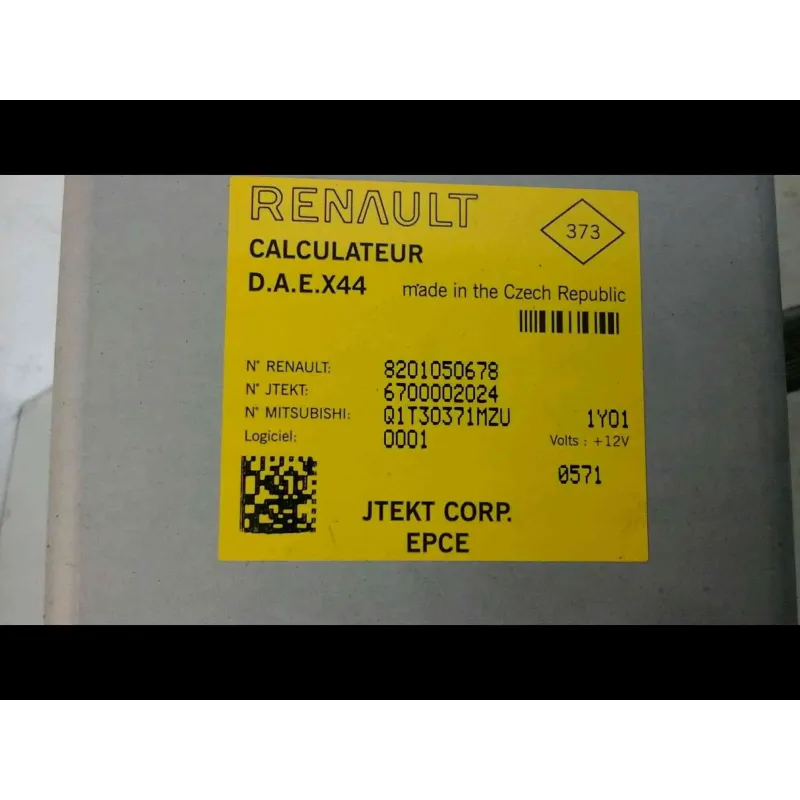 RENAULT
373
CALCULATEUR
D.A.E.X44 made in the Czech Republic
N° RENAULT: 8201050678
N° JTEKT: 6700002024
N° MITSUBISHI: Q1T30371MZU 1Y01
Logiciel: 0001 Volts : +12V
0571
JTEKT CORP.
EPCE